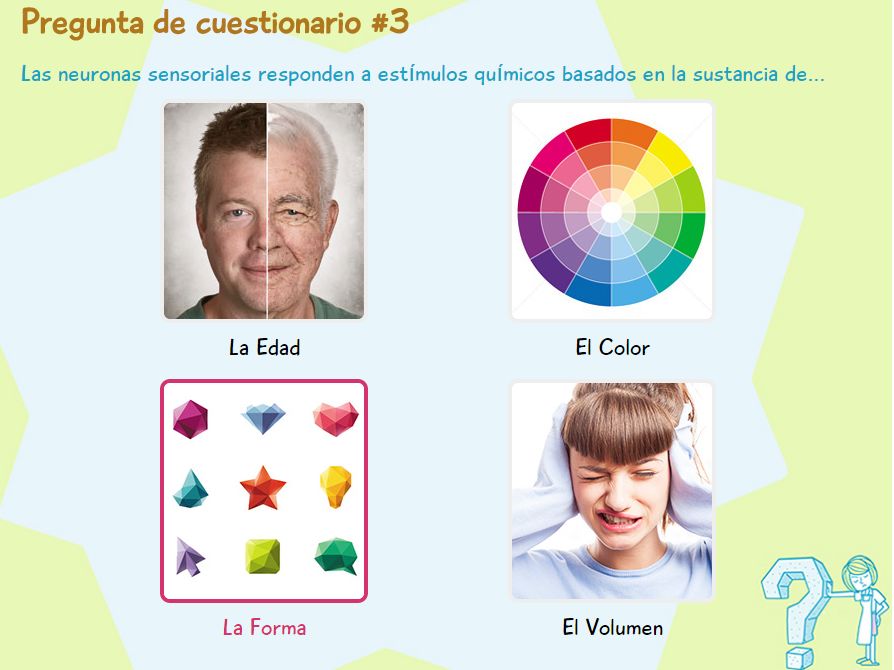 Pregunta de cuestionario #3
Las neuronas sensoriales responden a estímulos químicos basados en la sustancia de...
La Edad
El Color
La Forma
El Volumen